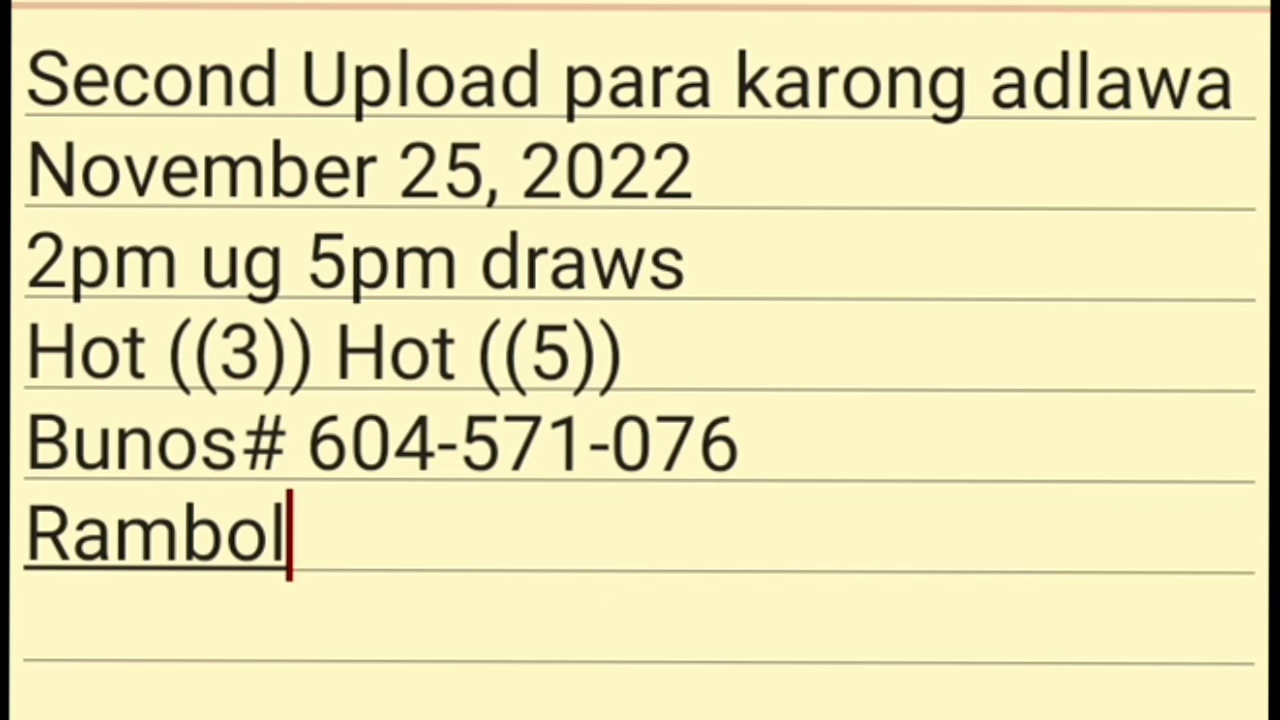 Second Upload para karong adlawa
November 25, 2022
2pm ug 5pm draws
Hot ((3)) Hot ((5))
Bunos# 604-571-076
Rambol